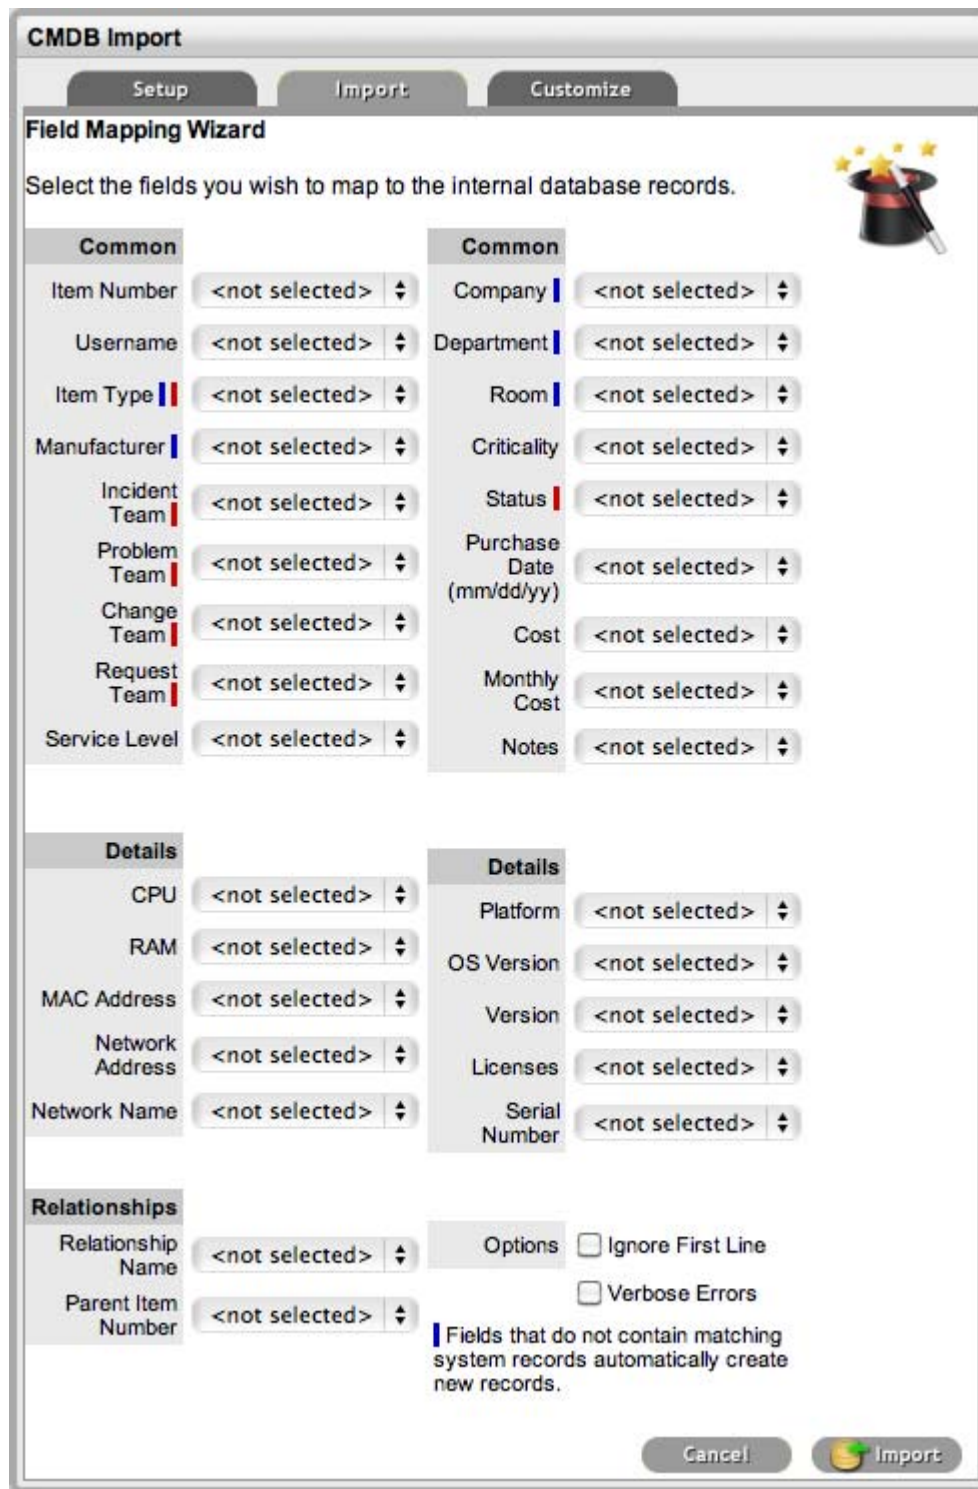 CMDB Import
Setup
Import
Customize
Field Mapping Wizard
Select the fields you wish to map to the internal database records.
Common
Item Number <not selected>
Username <not selected>
Item Type <not selected>
Manufacturer <not selected>
Incident
Team <not selected>
Problem
Team <not selected>
Change
Team <not selected>
Request
Team <not selected>
Service Level <not selected>
Common
Company <not selected>
Department <not selected>
Room <not selected>
Criticality <not selected>
Status <not selected>
Purchase
Date <not selected>
(mm/dd/yy)
Cost <not selected>
Monthly
Cost <not selected>
Notes <not selected>
Details
CPU <not selected>
RAM <not selected>
MAC Address <not selected>
Network
Address <not selected>
Network Name <not selected>
Details
Platform <not selected>
OS Version <not selected>
Version <not selected>
Licenses <not selected>
Serial
Number <not selected>
Relationships
Relationship
Name <not selected>
Parent Item
Number <not selected>
Options Ignore First Line
Verbose Errors
Fields that do not contain matching
system records automatically create
new records.
Cancel
Import